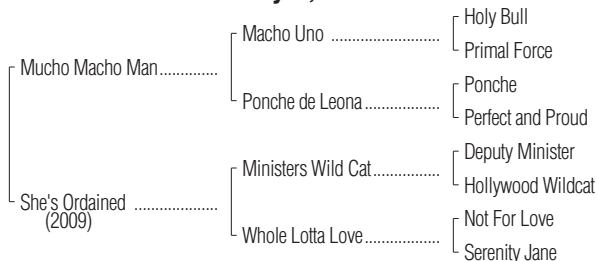 Holy Bull
Macho Uno ....................
Primal Force
Mucho Macho Man.............
Ponche
Ponche de Leona..............
Perfect and Proud
Deputy Minister
Ministers Wild Cat............
Hollywood Wildcat
She's Ordained ................
(2009)
Not For Love
Whole Lotta Love..............
Serenity Jane